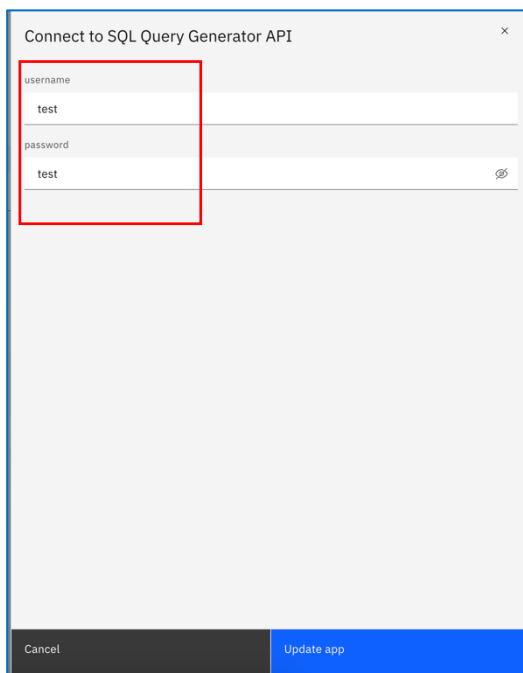 Connect to SQL Query Generator API
username
test
password
test
Cancel
Update app